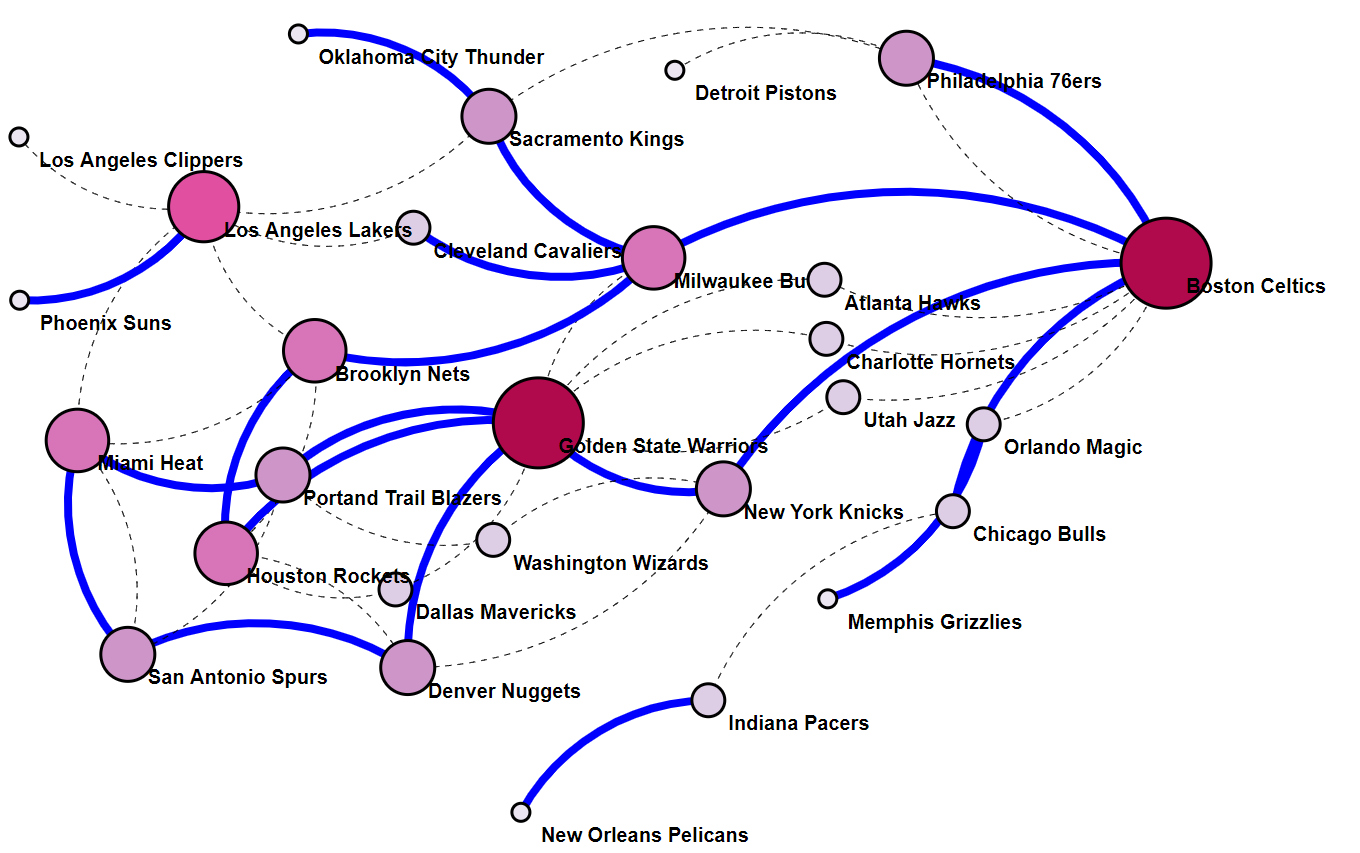 Oklahoma City Thunder
Philadelphia 76ers
Detroit Pistons
Sacramento Kings
Los Angeles Clippers
Los Angeles Lakers
Cleveland Cavaliers
Milwaukee Bu
Boston Celtics
Atlanta Hawks
Phoenix Suns
Charlotte Hornets
Brooklyn Nets
Utah Jazz
Golden State Warriors
Orlando Magic
Miami Heat
Portand Trail Blazers
New York Knicks
Chicago Bulls
Washington Wizards
Houston Rockets
Dallas Mavericks
Memphis Grizzlies
San Antonio Spurs
Denver Nuggets
Indiana Pacers
New Orleans Pelicans